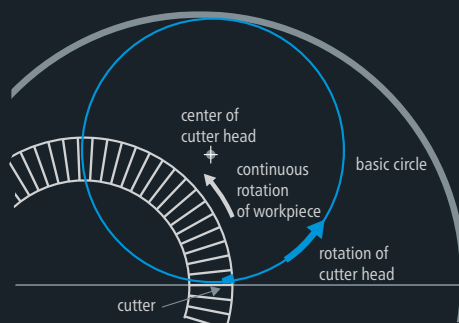 center of
cutter head
continuous
rotation
of workpiece
basic circle
rotation of
cutter head
cutter